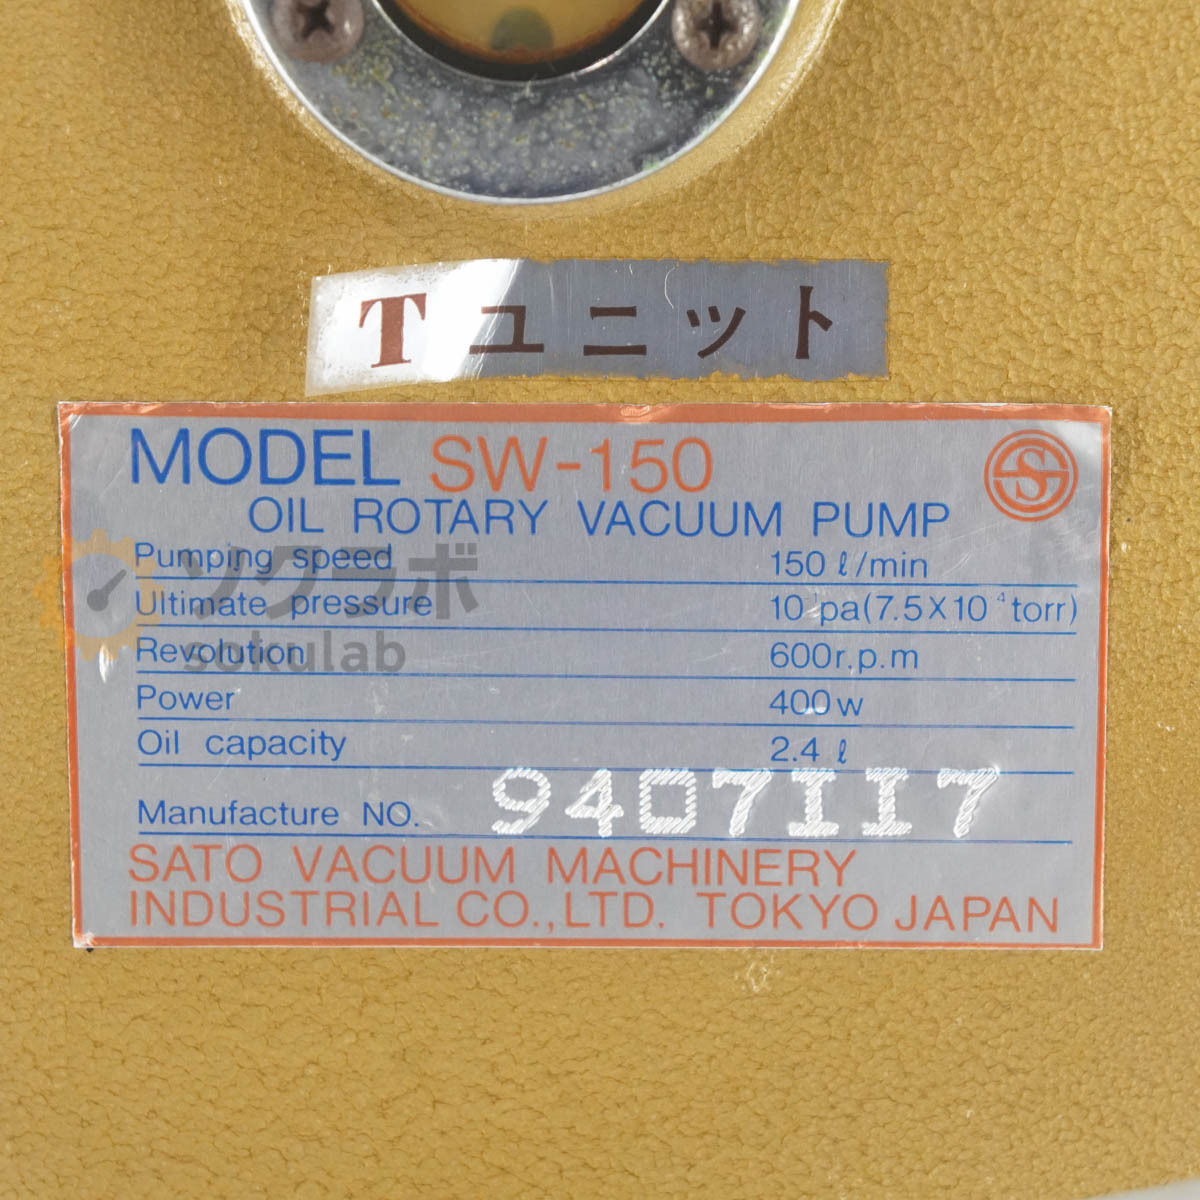 Tユニット
MODEL SW-150
OIL ROTARY VACUUM PUMP
Pumping speed 150 ℓ/min
Ultimate pressure 10⁻¹pa(7.5X10⁻⁴torr)
Revolution 600r.p.m
Power 400w
Oil capacity 2.4 ℓ
Manufacture NO. 9407117
SATO VACUUM MACHINERY
INDUSTRIAL CO.,LTD. TOKYO JAPAN
ソクラボ
sokulab